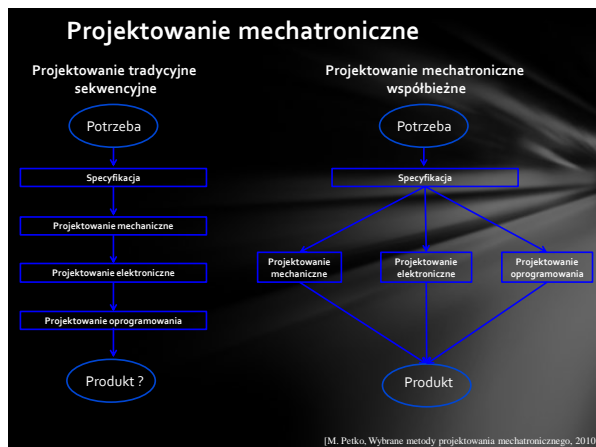 Projektowanie mechatroniczne
Projektowanie tradycyjne
sekwencyjne
Potrzeba
Specyfikacja
Projektowanie mechaniczne
Projektowanie elektroniczne
Projektowanie oprogramowania
Produkt ?
Projektowanie mechatroniczne
współbieżne
Potrzeba
Specyfikacja
Projektowanie
mechaniczne
Projektowanie
elektroniczne
Projektowanie
oprogramowania
Produkt
[M. Petko, Wybrane metody projektowania mechatronicznego, 2010